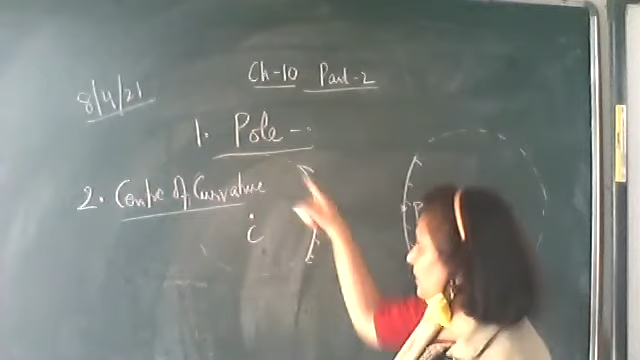 8/4/21
Ch-10 Part-2
1. Pole -
2. Centre Of Curvature
i
P